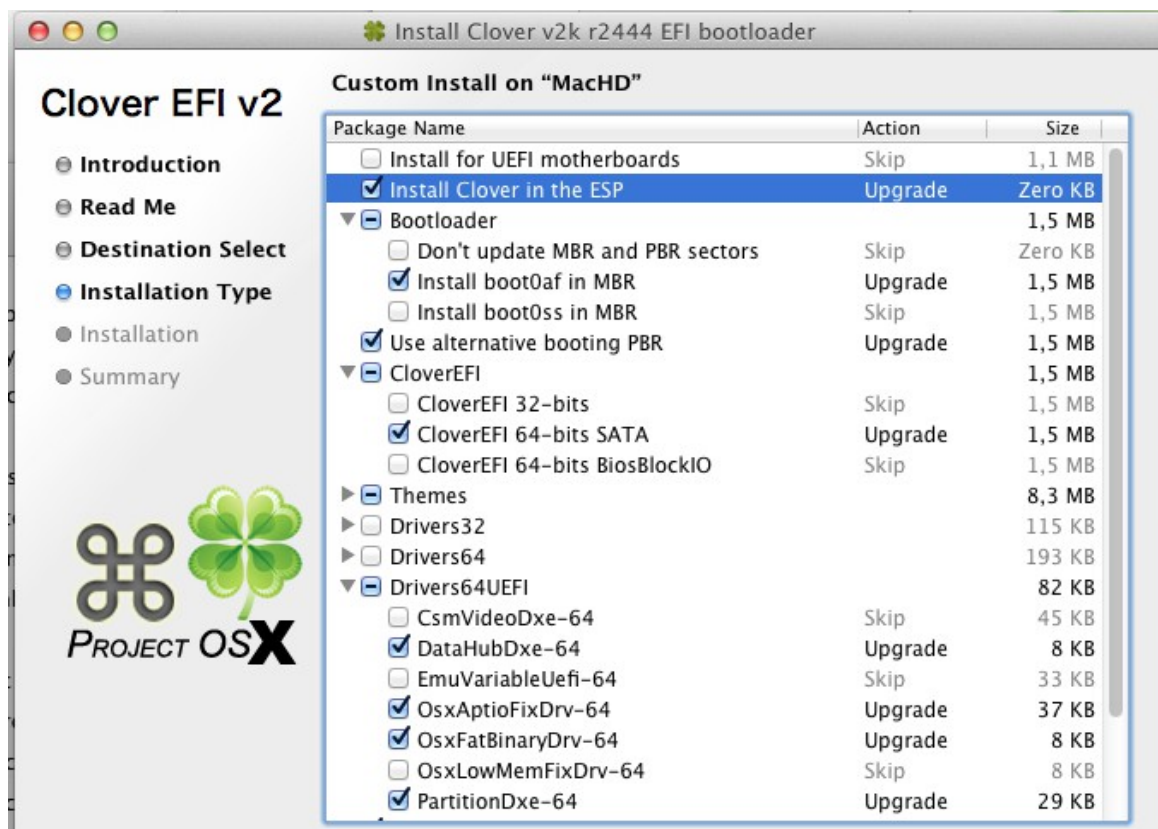 Install Clover v2k r2444 EFI bootloader
Clover EFI v2
Introduction
Read Me
Destination Select
Installation Type
Installation
Summary
PROJECT OSX
Custom Install on “MacHD”
Package Name Action Size
Install for UEFI motherboards Skip 1,1 MB
Install Clover in the ESP Upgrade Zero KB
Bootloader 1,5 MB
Don't update MBR and PBR sectors Skip Zero KB
Install boot0af in MBR Upgrade 1,5 MB
Install boot0ss in MBR Skip 1,5 MB
Use alternative booting PBR Upgrade 1,5 MB
CloverEFI 1,5 MB
CloverEFI 32-bits Skip 1,5 MB
CloverEFI 64-bits SATA Upgrade 1,5 MB
CloverEFI 64-bits BiosBlockIO Skip 1,5 MB
Themes 8,3 MB
Drivers32 115 KB
Drivers64 193 KB
Drivers64UEFI 82 KB
CsmVideoDxe-64 Skip 45 KB
DataHubDxe-64 Upgrade 8 KB
EmuVariableUefi-64 Skip 33 KB
OsxAptioFixDrv-64 Upgrade 37 KB
OsxFatBinaryDrv-64 Upgrade 8 KB
OsxLowMemFixDrv-64 Skip 8 KB
PartitionDxe-64 Upgrade 29 KB